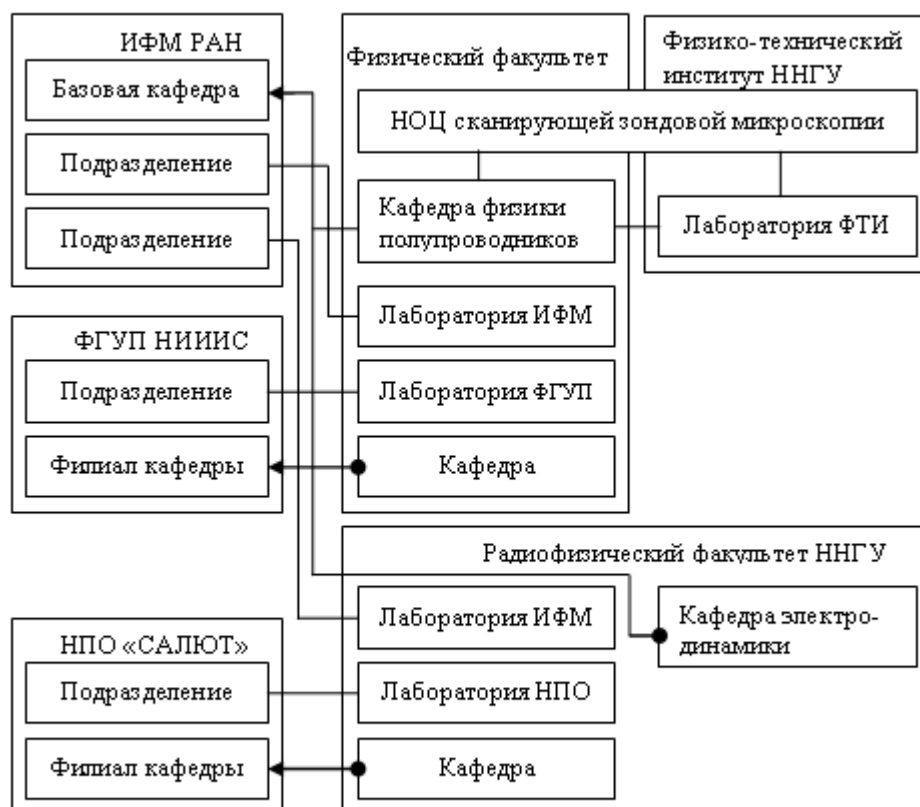 ИФМ РАН
Базовая кафедра
Подразделение
Подразделение
ФГУП НИИИС
Подразделение
Филиал кафедры
НПО «САЛЮТ»
Подразделение
Филиал кафедры
Физический факультет
НОЦ сканирующей зондовой микроскопии
Кафедра физики
полупроводников
Лаборатория ИФМ
Лаборатория ФГУП
Кафедра
Физико-технический
институт ННГУ
Лаборатория ФТИ
Радиофизический факультет ННГУ
Лаборатория ИФМ
Лаборатория НПО
Кафедра
Кафедра электро-
динамики